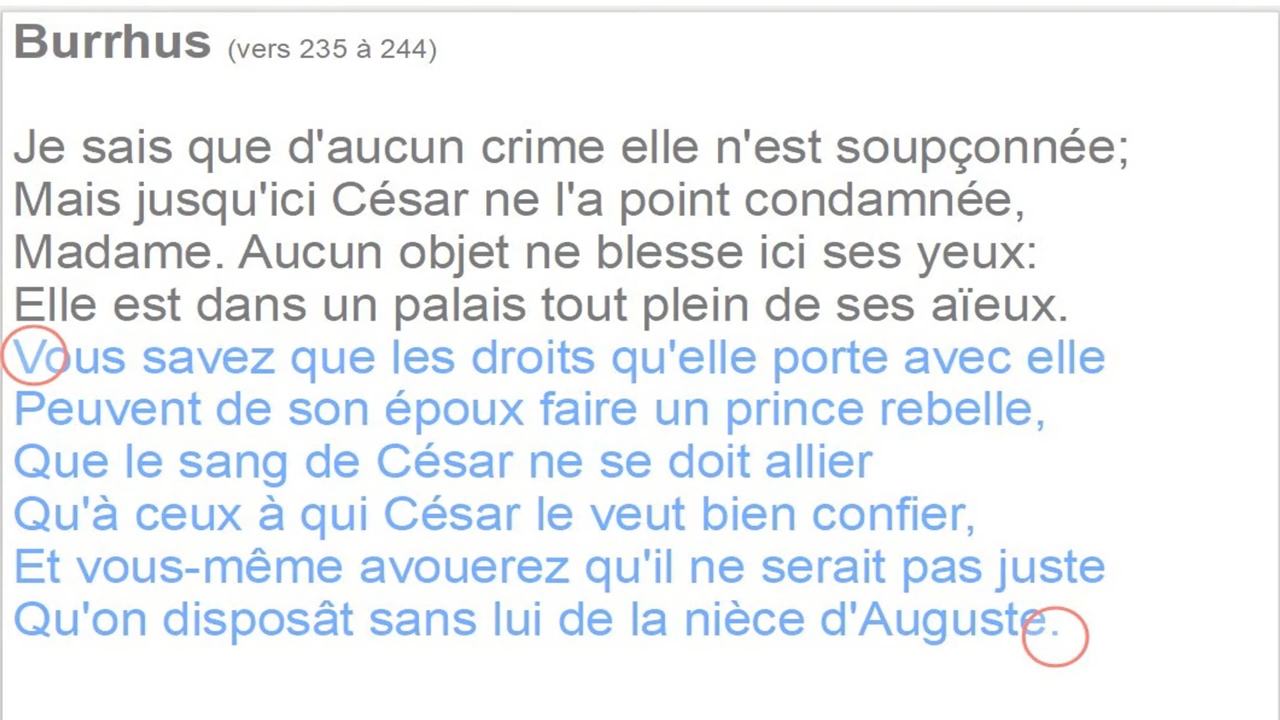 Burrhus (vers 235 à 244)
Je sais que d'aucun crime elle n'est soupçonnée;
Mais jusqu'ici César ne l'a point condamnée,
Madame. Aucun objet ne blesse ici ses yeux:
Elle est dans un palais tout plein de ses aïeux.
Vous savez que les droits qu'elle porte avec elle
Peuvent de son époux faire un prince rebelle,
Que le sang de César ne se doit allier
Qu'à ceux à qui César le veut bien confier,
Et vous-même avouerez qu'il ne serait pas juste
Qu'on disposât sans lui de la nièce d'Auguste.